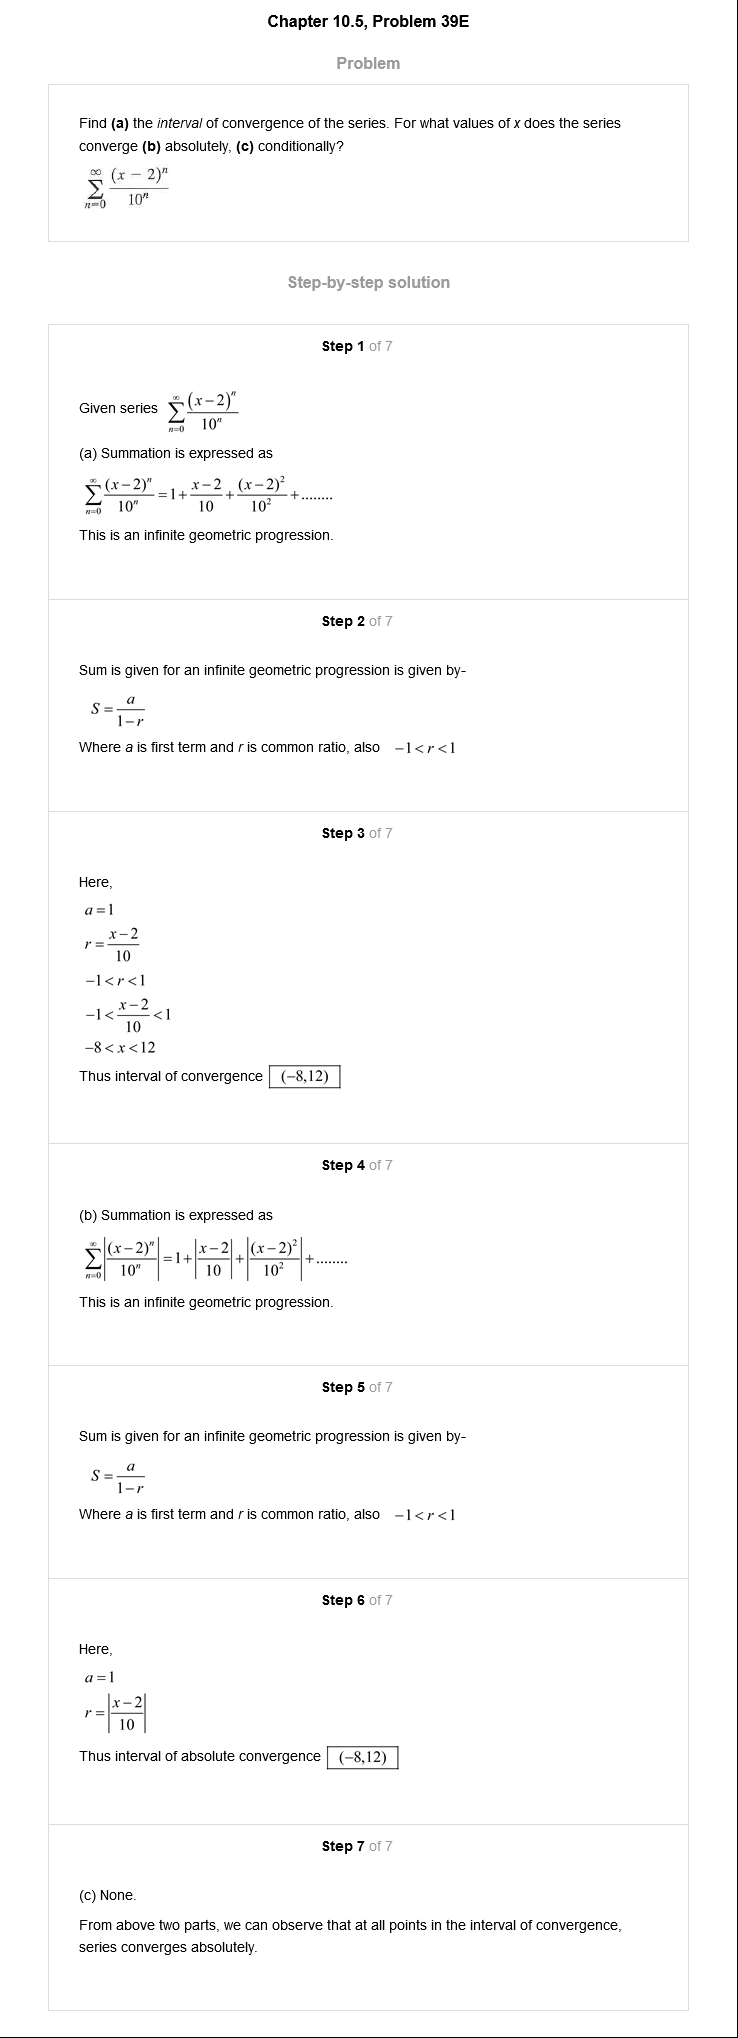 Chapter 10.5, Problem 39E
Problem
Find (a) the interval of convergence of the series. For what values of x does the series
converge (b) absolutely, (c) conditionally?
$\sum_{n=0}^{\infty} \frac{(x-2)^n}{10^n}$
Step-by-step solution
Step 1 of 7
Given series $\sum_{n=0}^{\infty} \frac{(x-2)^n}{10^n}$
(a) Summation is expressed as
$\sum_{n=0}^{\infty} \frac{(x-2)^n}{10^n} = 1 + \frac{x-2}{10} + \frac{(x-2)^2}{10^2} + ........$
This is an infinite geometric progression.
Step 2 of 7
Sum is given for an infinite geometric progression is given by-
$S = \frac{a}{1-r}$
Where a is first term and r is common ratio, also $-1 < r < 1$
Step 3 of 7
Here,
$a = 1$
$r = \frac{x-2}{10}$
$-1 < r < 1$
$-1 < \frac{x-2}{10} < 1$
$-8 < x < 12$
Thus interval of convergence (−8,12)
Step 4 of 7
(b) Summation is expressed as
$\sum_{n=0}^{\infty} \left|\frac{(x-2)^n}{10^n}\right| = 1 + \left|\frac{x-2}{10}\right| + \left|\frac{(x-2)^2}{10^2}\right| + ........$
This is an infinite geometric progression.
Step 5 of 7
Sum is given for an infinite geometric progression is given by-
$S = \frac{a}{1-r}$
Where a is first term and r is common ratio, also $-1 < r < 1$
Step 6 of 7
Here,
$a = 1$
$r = \left|\frac{x-2}{10}\right|$
Thus interval of absolute convergence (−8,12)
Step 7 of 7
(c) None.
From above two parts, we can observe that at all points in the interval of convergence,
series converges absolutely.